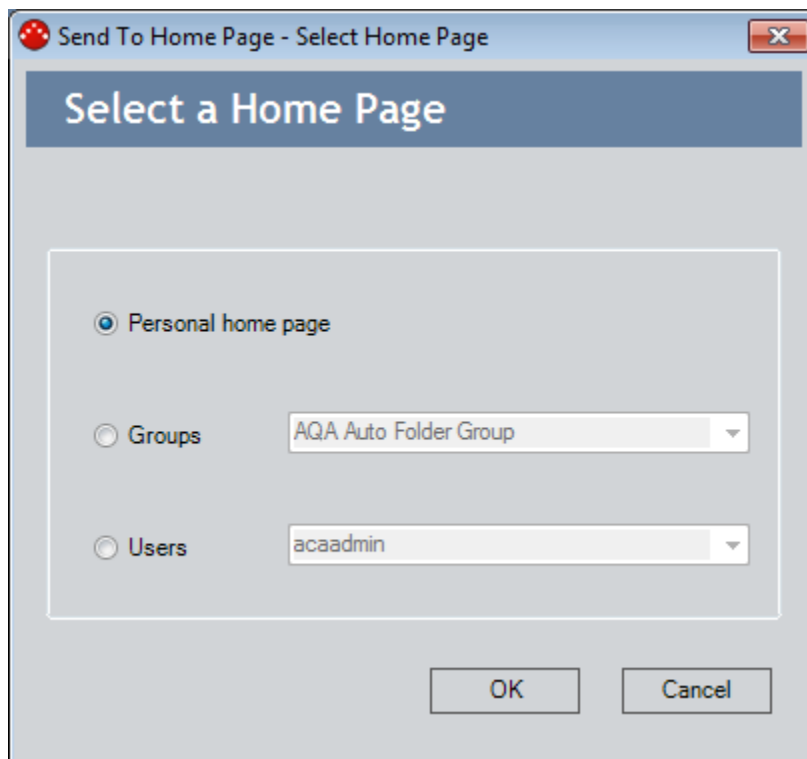 Send To Home Page - Select Home Page
Select a Home Page
Personal home page
Groups
AQA Auto Folder Group
Users
acaadmin
OK
Cancel